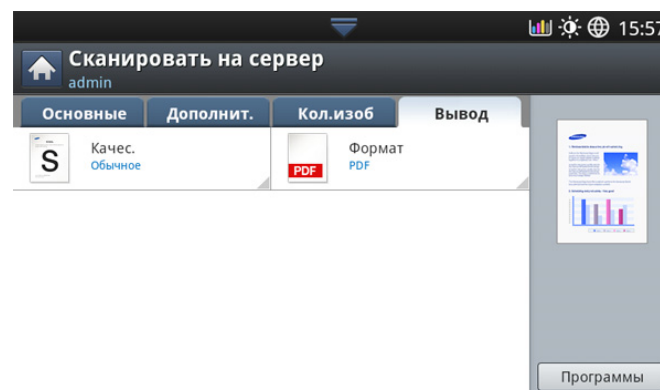 15:57
Сканировать на сервер
admin
Основные Дополнит. Кол.изоб Вывод
S Качес.
Обычное
PDF Формат
PDF
Программы